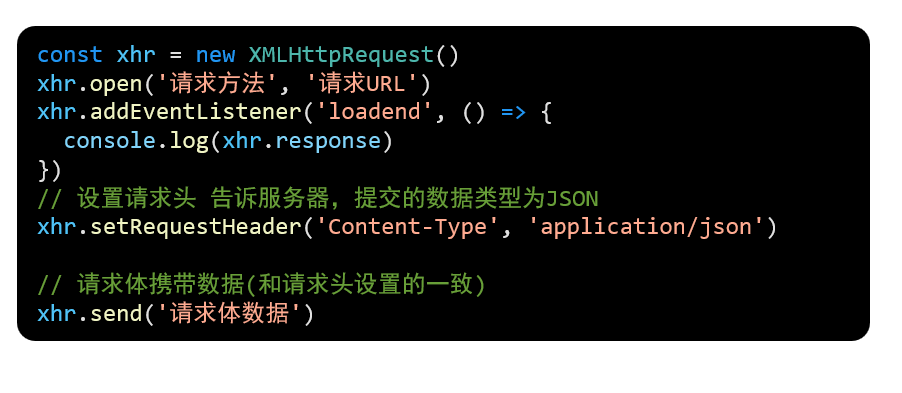 const xhr = new XMLHttpRequest()
xhr.open('请求方法', '请求URL')
xhr.addEventListener('loadend', () => {
  console.log(xhr.response)
})
// 设置请求头 告诉服务器，提交的数据类型为JSON
xhr.setRequestHeader('Content-Type', 'application/json')
// 请求体携带数据(和请求头设置的一致)
xhr.send('请求体数据')